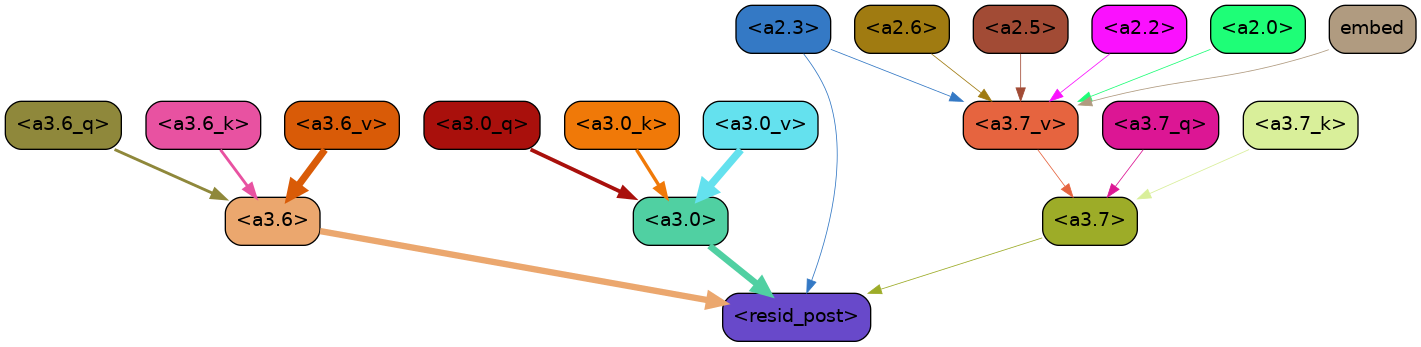 <a2.3> <a2.6> <a2.5> <a2.2> <a2.0> embed
<a3.6_q> <a3.6_k> <a3.6_v> <a3.0_q> <a3.0_k> <a3.0_v> <a3.7_v> <a3.7_q> <a3.7_k>
<a3.6> <a3.0> <a3.7>
<resid_post>